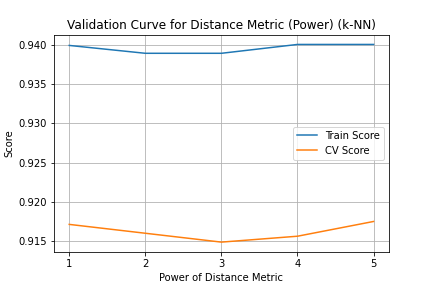 Validation Curve for Distance Metric (Power) (k-NN)
0.940
0.935
0.930
0.925
0.920
0.915
Score
Train Score
CV Score
1 2 3 4 5
Power of Distance Metric